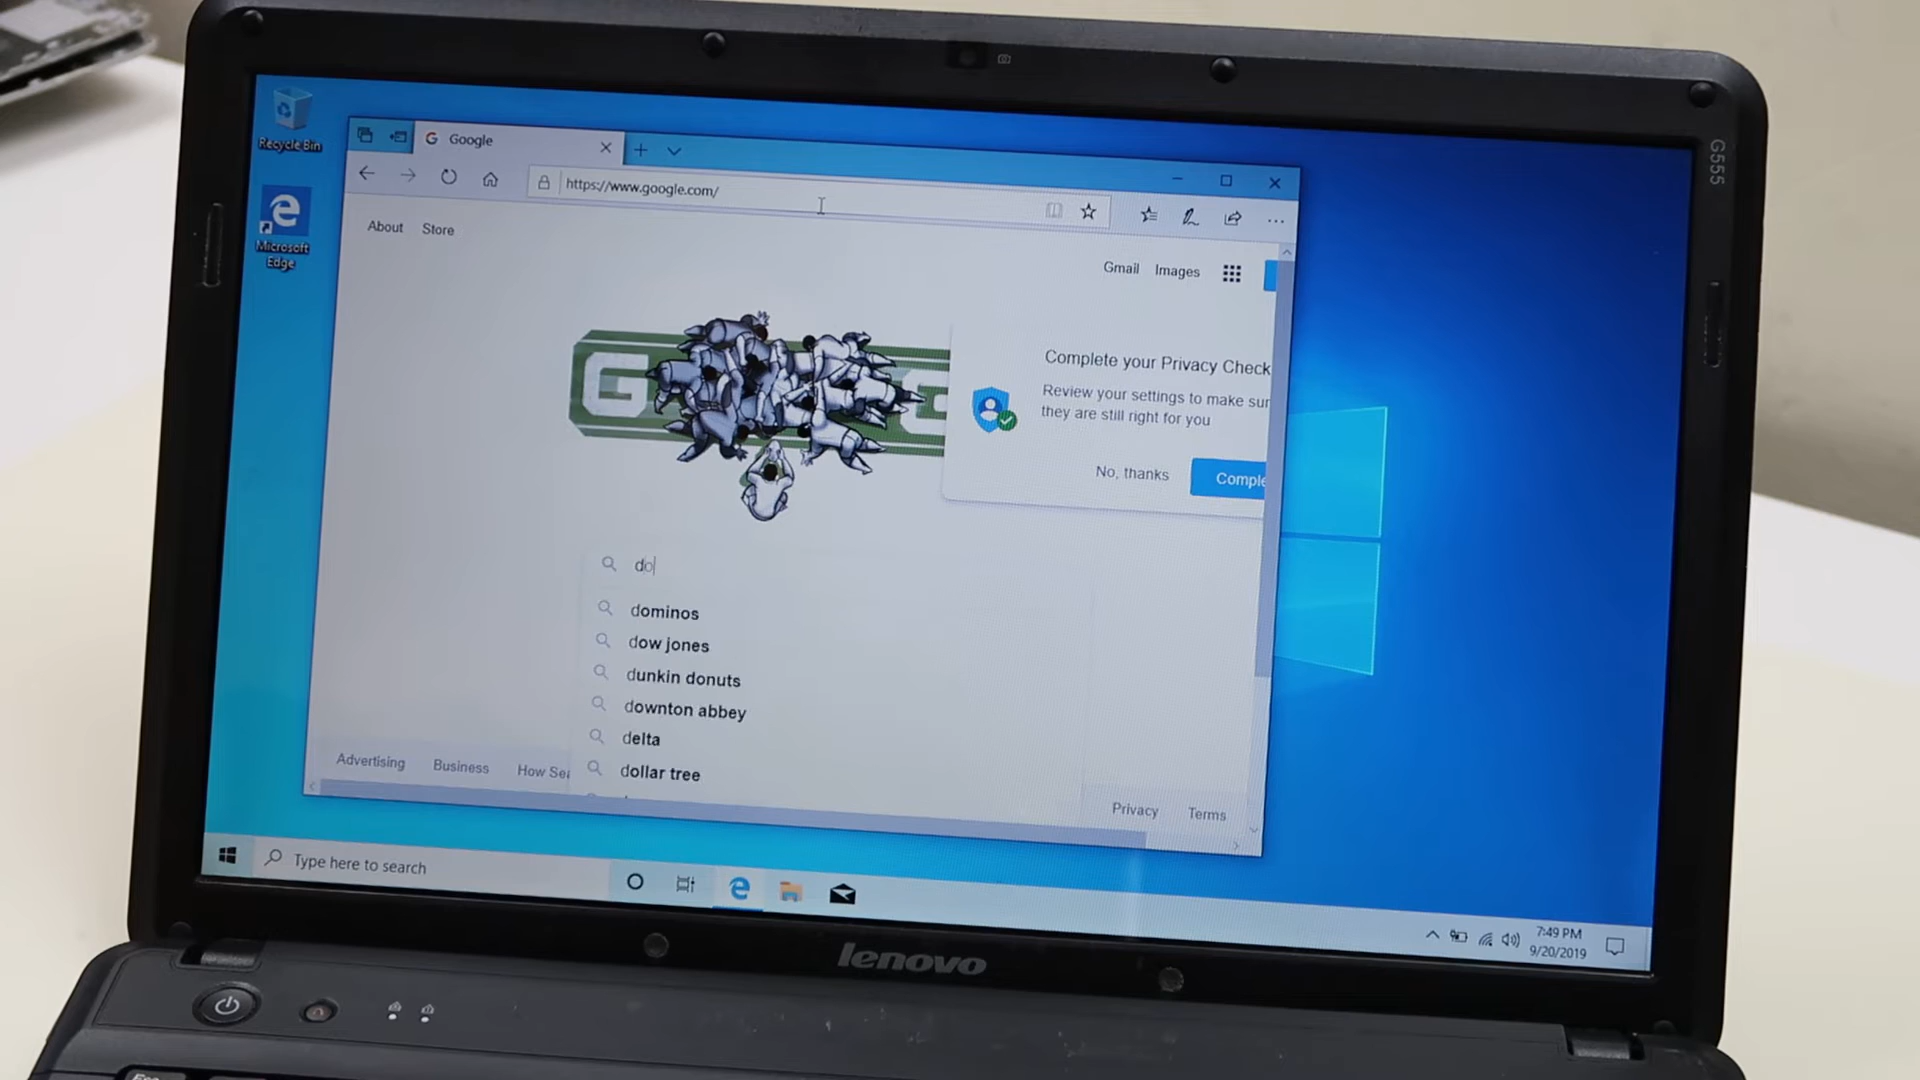 Recycle Bin
Microsoft
Edge
Google
https://www.google.com/
About Store
Gmail Images
G
Complete your Privacy Check
Review your settings to make sur
they are still right for you
No, thanks Comple
do
dominos
dow jones
dunkin donuts
downton abbey
delta
dollar tree
Advertising Business How Sea
Privacy Terms
Type here to search
7:49 PM
9/20/2019
lenovo
G555
Esc